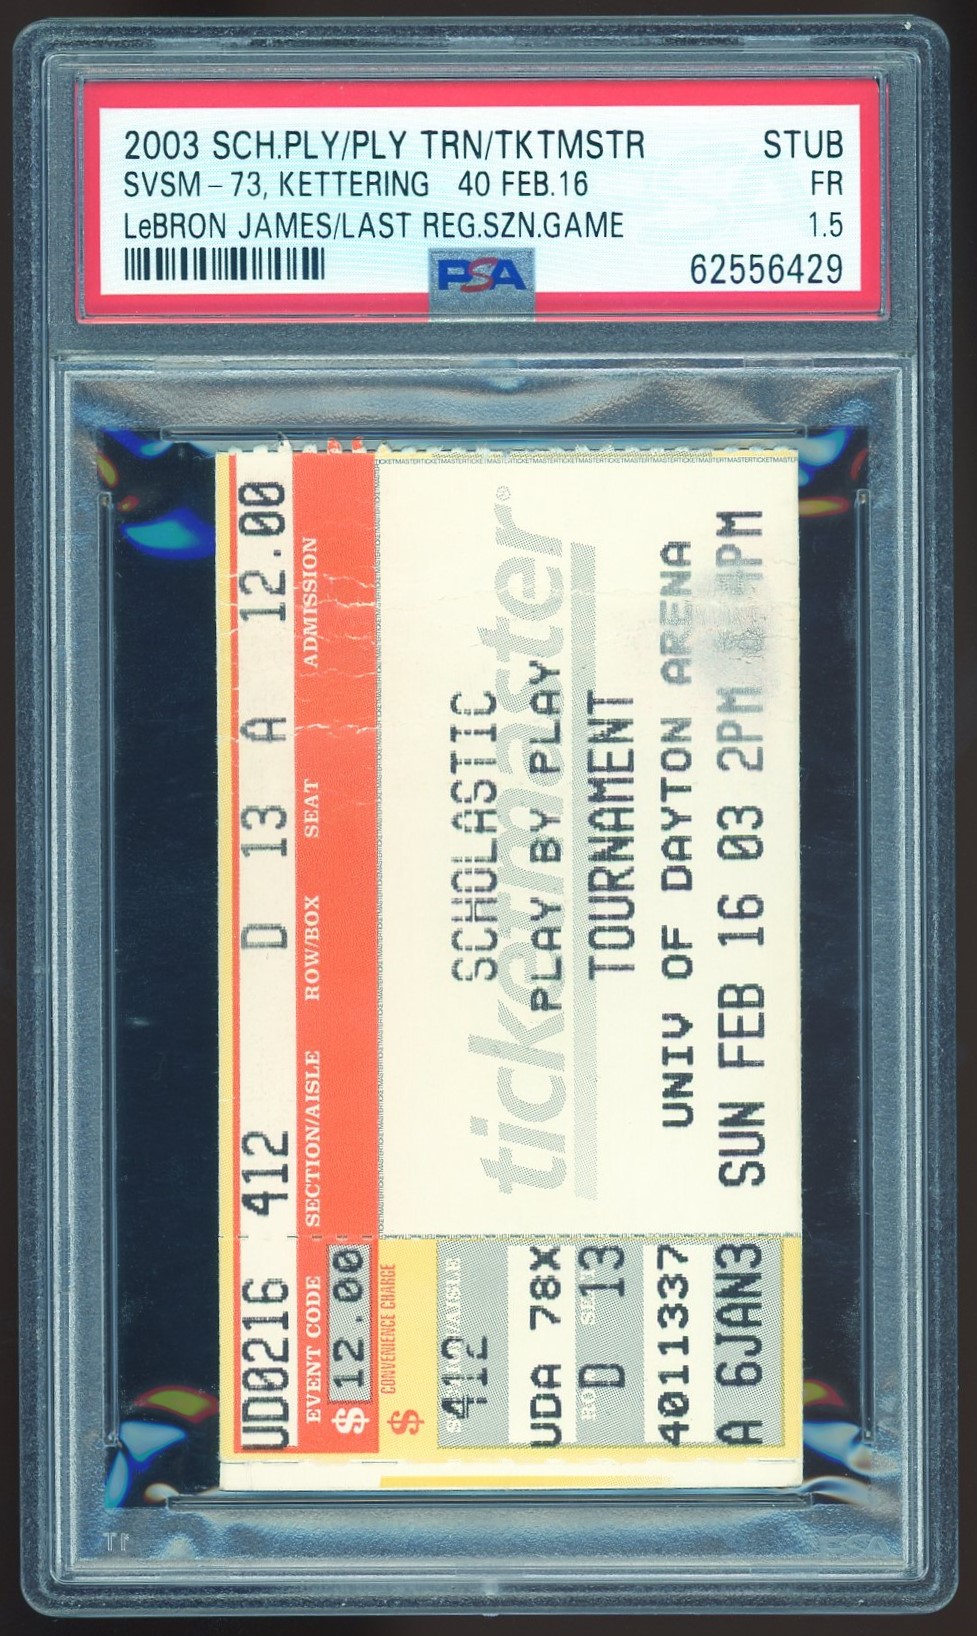 2003 SCH.PLY/PLY TRN/TKTMSTR STUB
SVSM – 73, KETTERING 40 FEB.16 FR
LeBRON JAMES/LAST REG.SZN.GAME 1.5
PSA 62556429
UD0216 412 D 13 A 12.00
EVENT CODE SECTION/AISLE ROW/BOX SEAT ADMISSION
$ 12.00
$ CONVENIENCE CHARGE
ticketmaster®
SCHOLASTIC
PLAY BY PLAY
TOURNAMENT
UNIV OF DAYTON ARENA
SUN FEB 16 03 2PM 4PM
412
UDA 78X
D 13
4011337
A 6JAN3
PSA